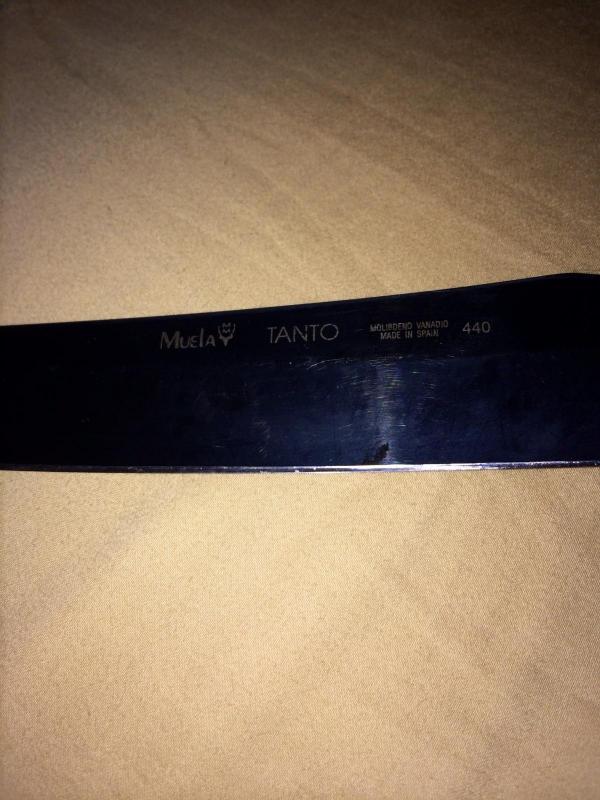 Muela TANTO
MOLIBDENO VANADIO
MADE IN SPAIN
440